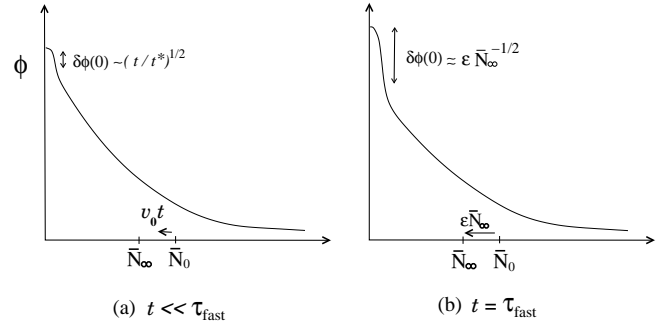 ϕ
δϕ(0) ~ (t / t*)^{1/2}
v₀t
N̄∞ N̄₀
(a) t << τ_fast
δϕ(0) ≈ ε N̄∞^{-1/2}
εN̄∞
N̄∞ N̄₀
(b) t = τ_fast